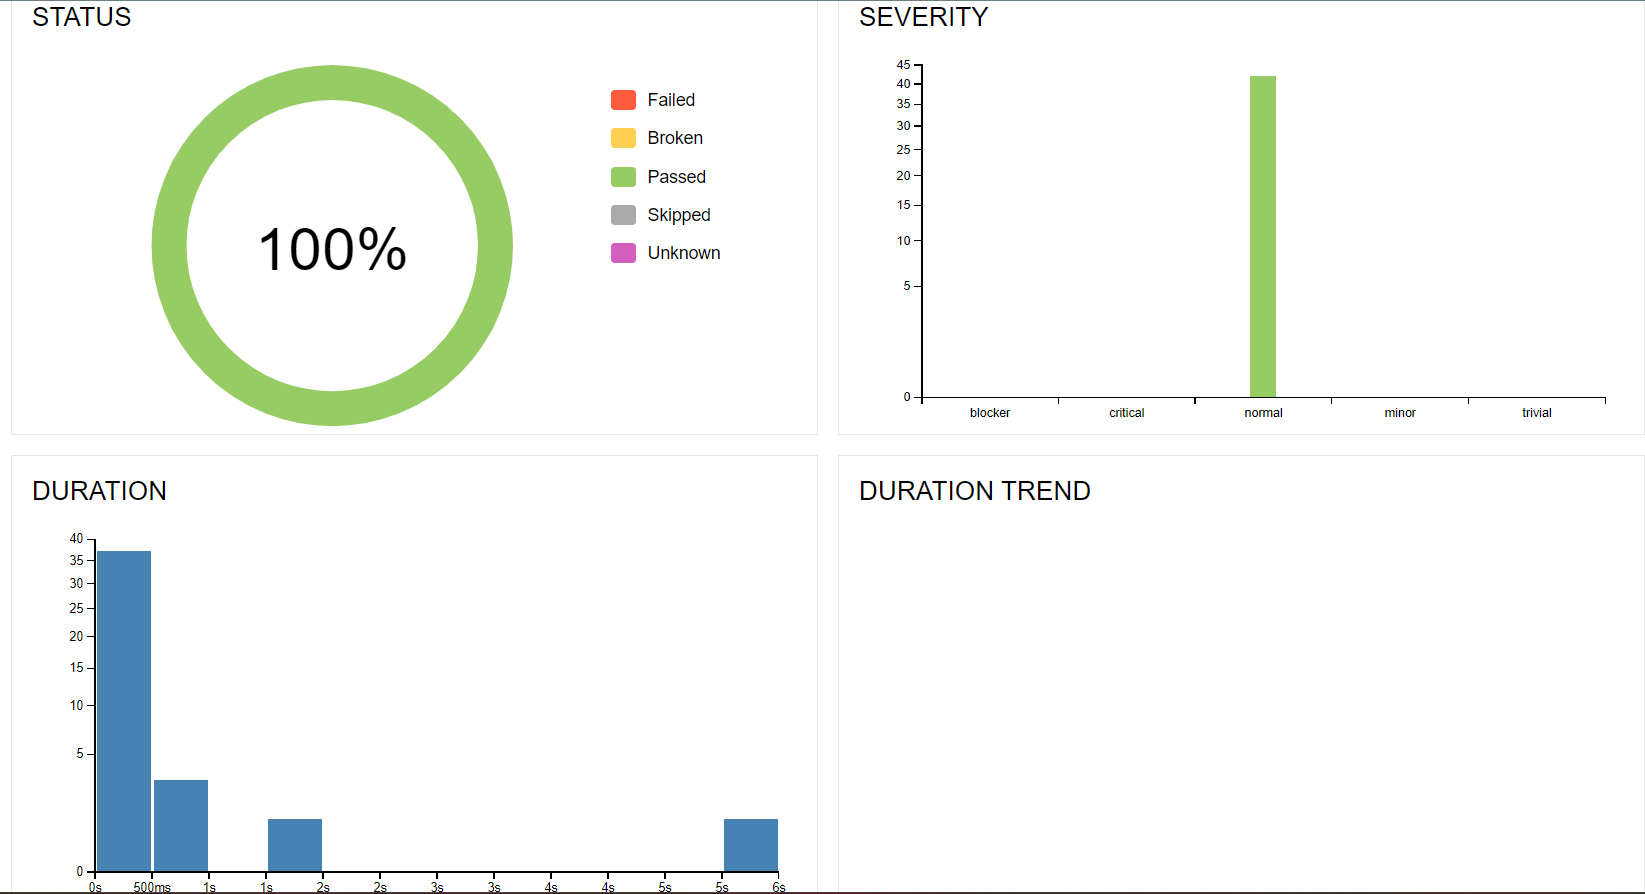 STATUS
100%
Failed
Broken
Passed
Skipped
Unknown
SEVERITY
45
40
35
30
25
20
15
10
5
0
blocker critical normal minor trivial
DURATION
40
35
30
25
20
15
10
5
0
0s 500ms 1s 1s 2s 2s 3s 3s 4s 4s 5s 5s 6s
DURATION TREND